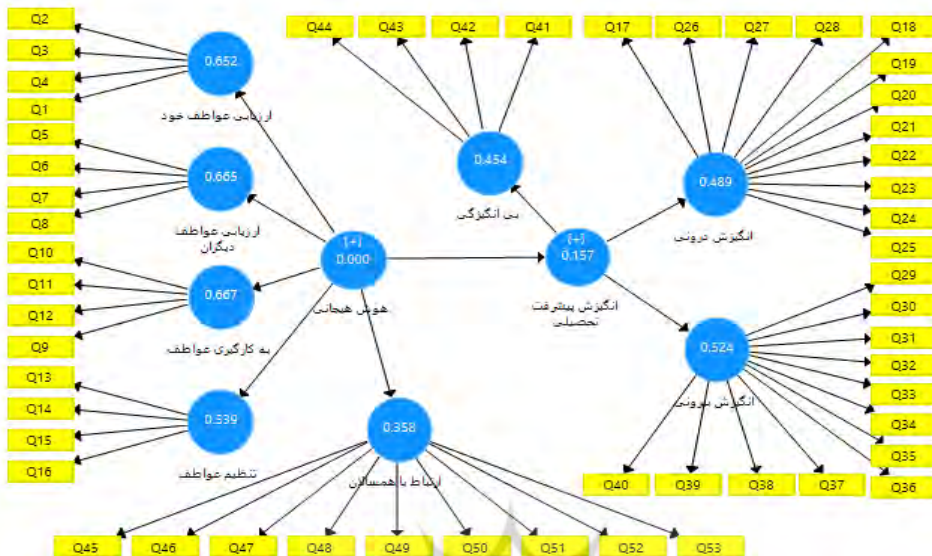 Q2
Q3
Q4
Q1
0.652
ارزیابی عواطف خود
Q5
Q6
Q7
Q8
0.665
ارزیابی عواطف
دیگران
Q10
Q11
Q12
Q9
0.667
به کارگیری عواطف
Q13
Q14
Q15
Q16
0.339
تنظیم عواطف
[+]
0.000
هوش هیجانی
0.358
ارتباط با همسالان
Q45
Q46
Q47
Q48
Q49
Q50
Q51
Q52
Q53
Q44
Q43
Q42
Q41
0.454
بی انگیزگی
[+]
0.157
انگیزش پیشرفت
تحصیلی
Q17
Q26
Q27
Q28
Q18
Q19
Q20
Q21
Q22
Q23
Q24
Q25
0.489
انگیزش درونی
Q29
Q30
Q31
Q32
Q33
Q34
Q35
Q36
0.524
انگیزش بیرونی
Q40
Q39
Q38
Q37